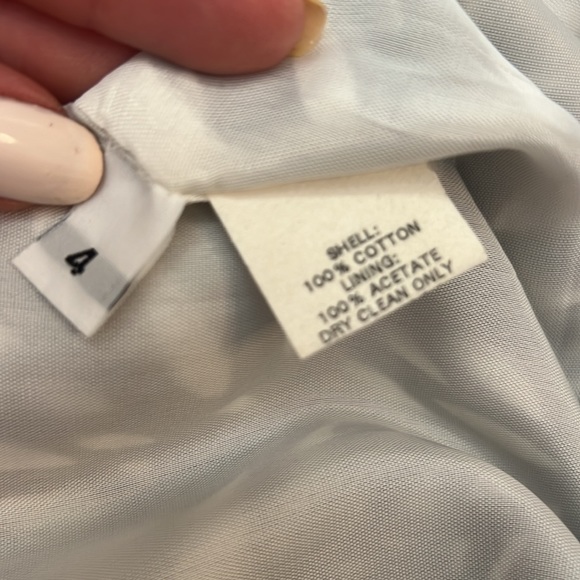 4
SHELL:
100% COTTON
LINING:
100% ACETATE
DRY CLEAN ONLY